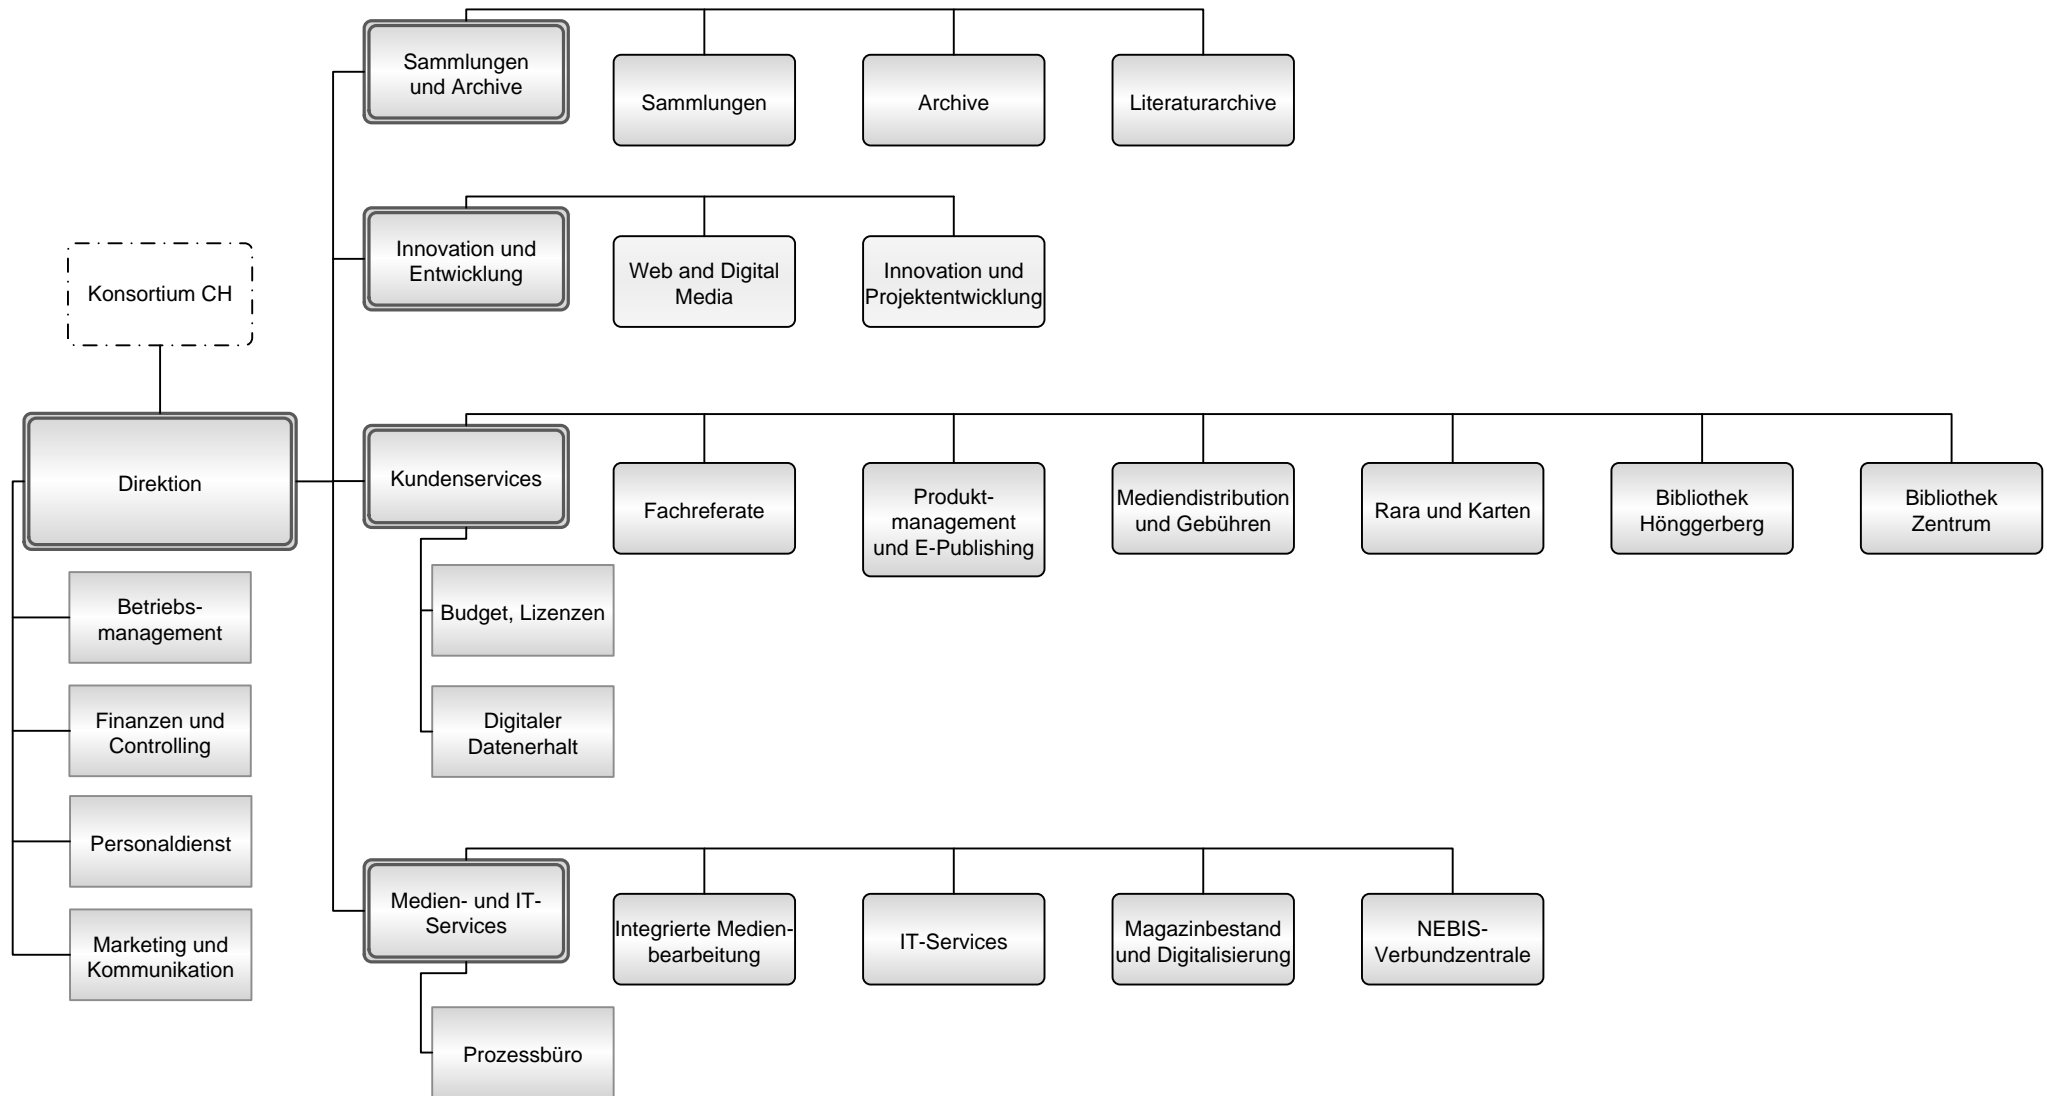 Sammlungen
und Archive
Sammlungen
Archive
Literaturarchive
Innovation und
Entwicklung
Web and Digital
Media
Innovation und
Projektentwicklung
Konsortium CH
Direktion
Kundenservices
Fachreferate
Produkt-
management
und E-Publishing
Mediendistribution
und Gebühren
Rara und Karten
Bibliothek
Hönggerberg
Bibliothek
Zentrum
Betriebs-
management
Budget, Lizenzen
Finanzen und
Controlling
Digitaler
Datenerhalt
Personaldienst
Marketing und
Kommunikation
Medien- und IT-
Services
Integrierte Medien-
bearbeitung
IT-Services
Magazinbestand
und Digitalisierung
NEBIS-
Verbundzentrale
Prozessbüro